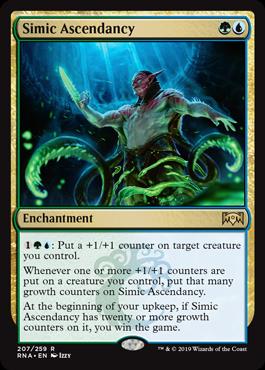 Simic Ascendancy
Enchantment
1 : Put a +1/+1 counter on target creature
you control.
Whenever one or more +1/+1 counters are
put on a creature you control, put that many
growth counters on Simic Ascendancy.
At the beginning of your upkeep, if Simic
Ascendancy has twenty or more growth
counters on it, you win the game.
207/259 R
RNA • EN Izzy
™ & © 2019 Wizards of the Coast